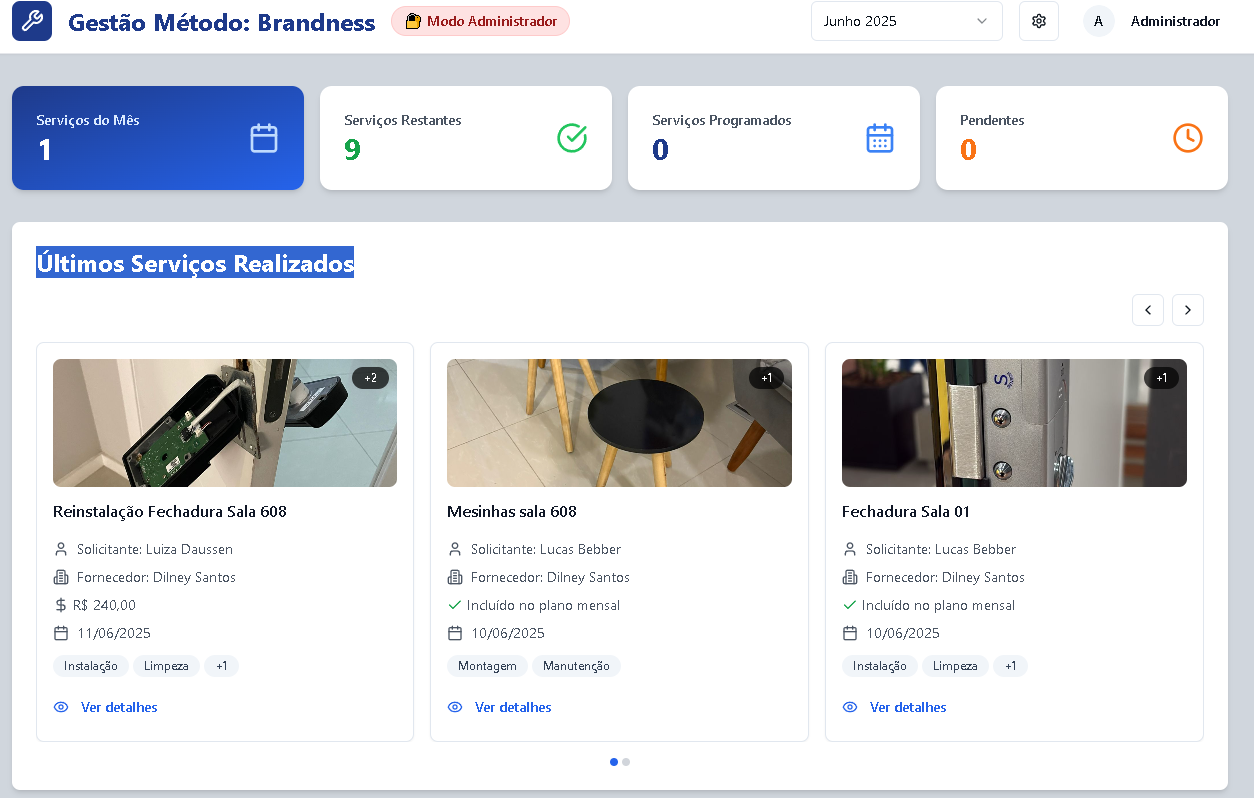 Gestão Método: Brandness
Modo Administrador
Junho 2025
A
Administrador
Serviços do Mês
1
Serviços Restantes
9
Serviços Programados
0
Pendentes
0
Últimos Serviços Realizados
+2
Reinstalação Fechadura Sala 608
Solicitante: Luiza Daussen
Fornecedor: Dilney Santos
R$ 240,00
11/06/2025
Instalação Limpeza +1
Ver detalhes
+1
Mesinhas sala 608
Solicitante: Lucas Bebber
Fornecedor: Dilney Santos
Incluído no plano mensal
10/06/2025
Montagem Manutenção
Ver detalhes
+1
Fechadura Sala 01
Solicitante: Lucas Bebber
Fornecedor: Dilney Santos
Incluído no plano mensal
10/06/2025
Instalação Limpeza +1
Ver detalhes